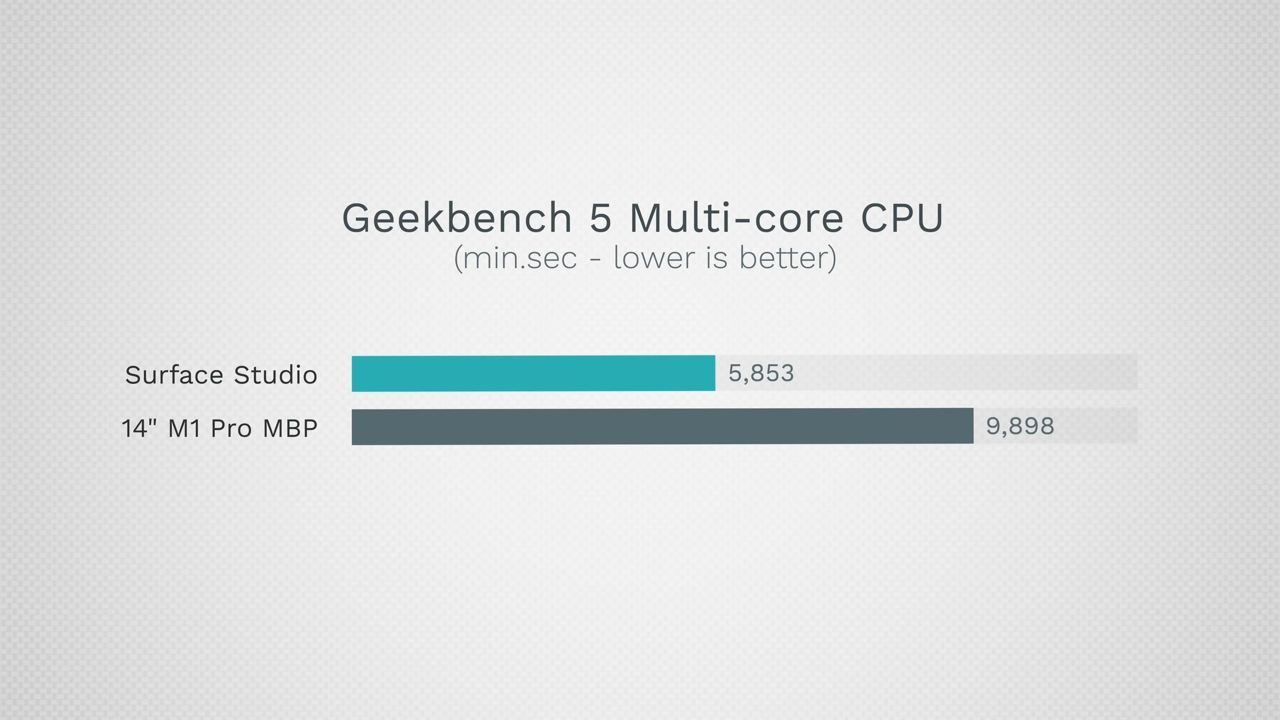 Geekbench 5 Multi-core CPU
(min.sec - lower is better)
Surface Studio 5,853
14" M1 Pro MBP 9,898